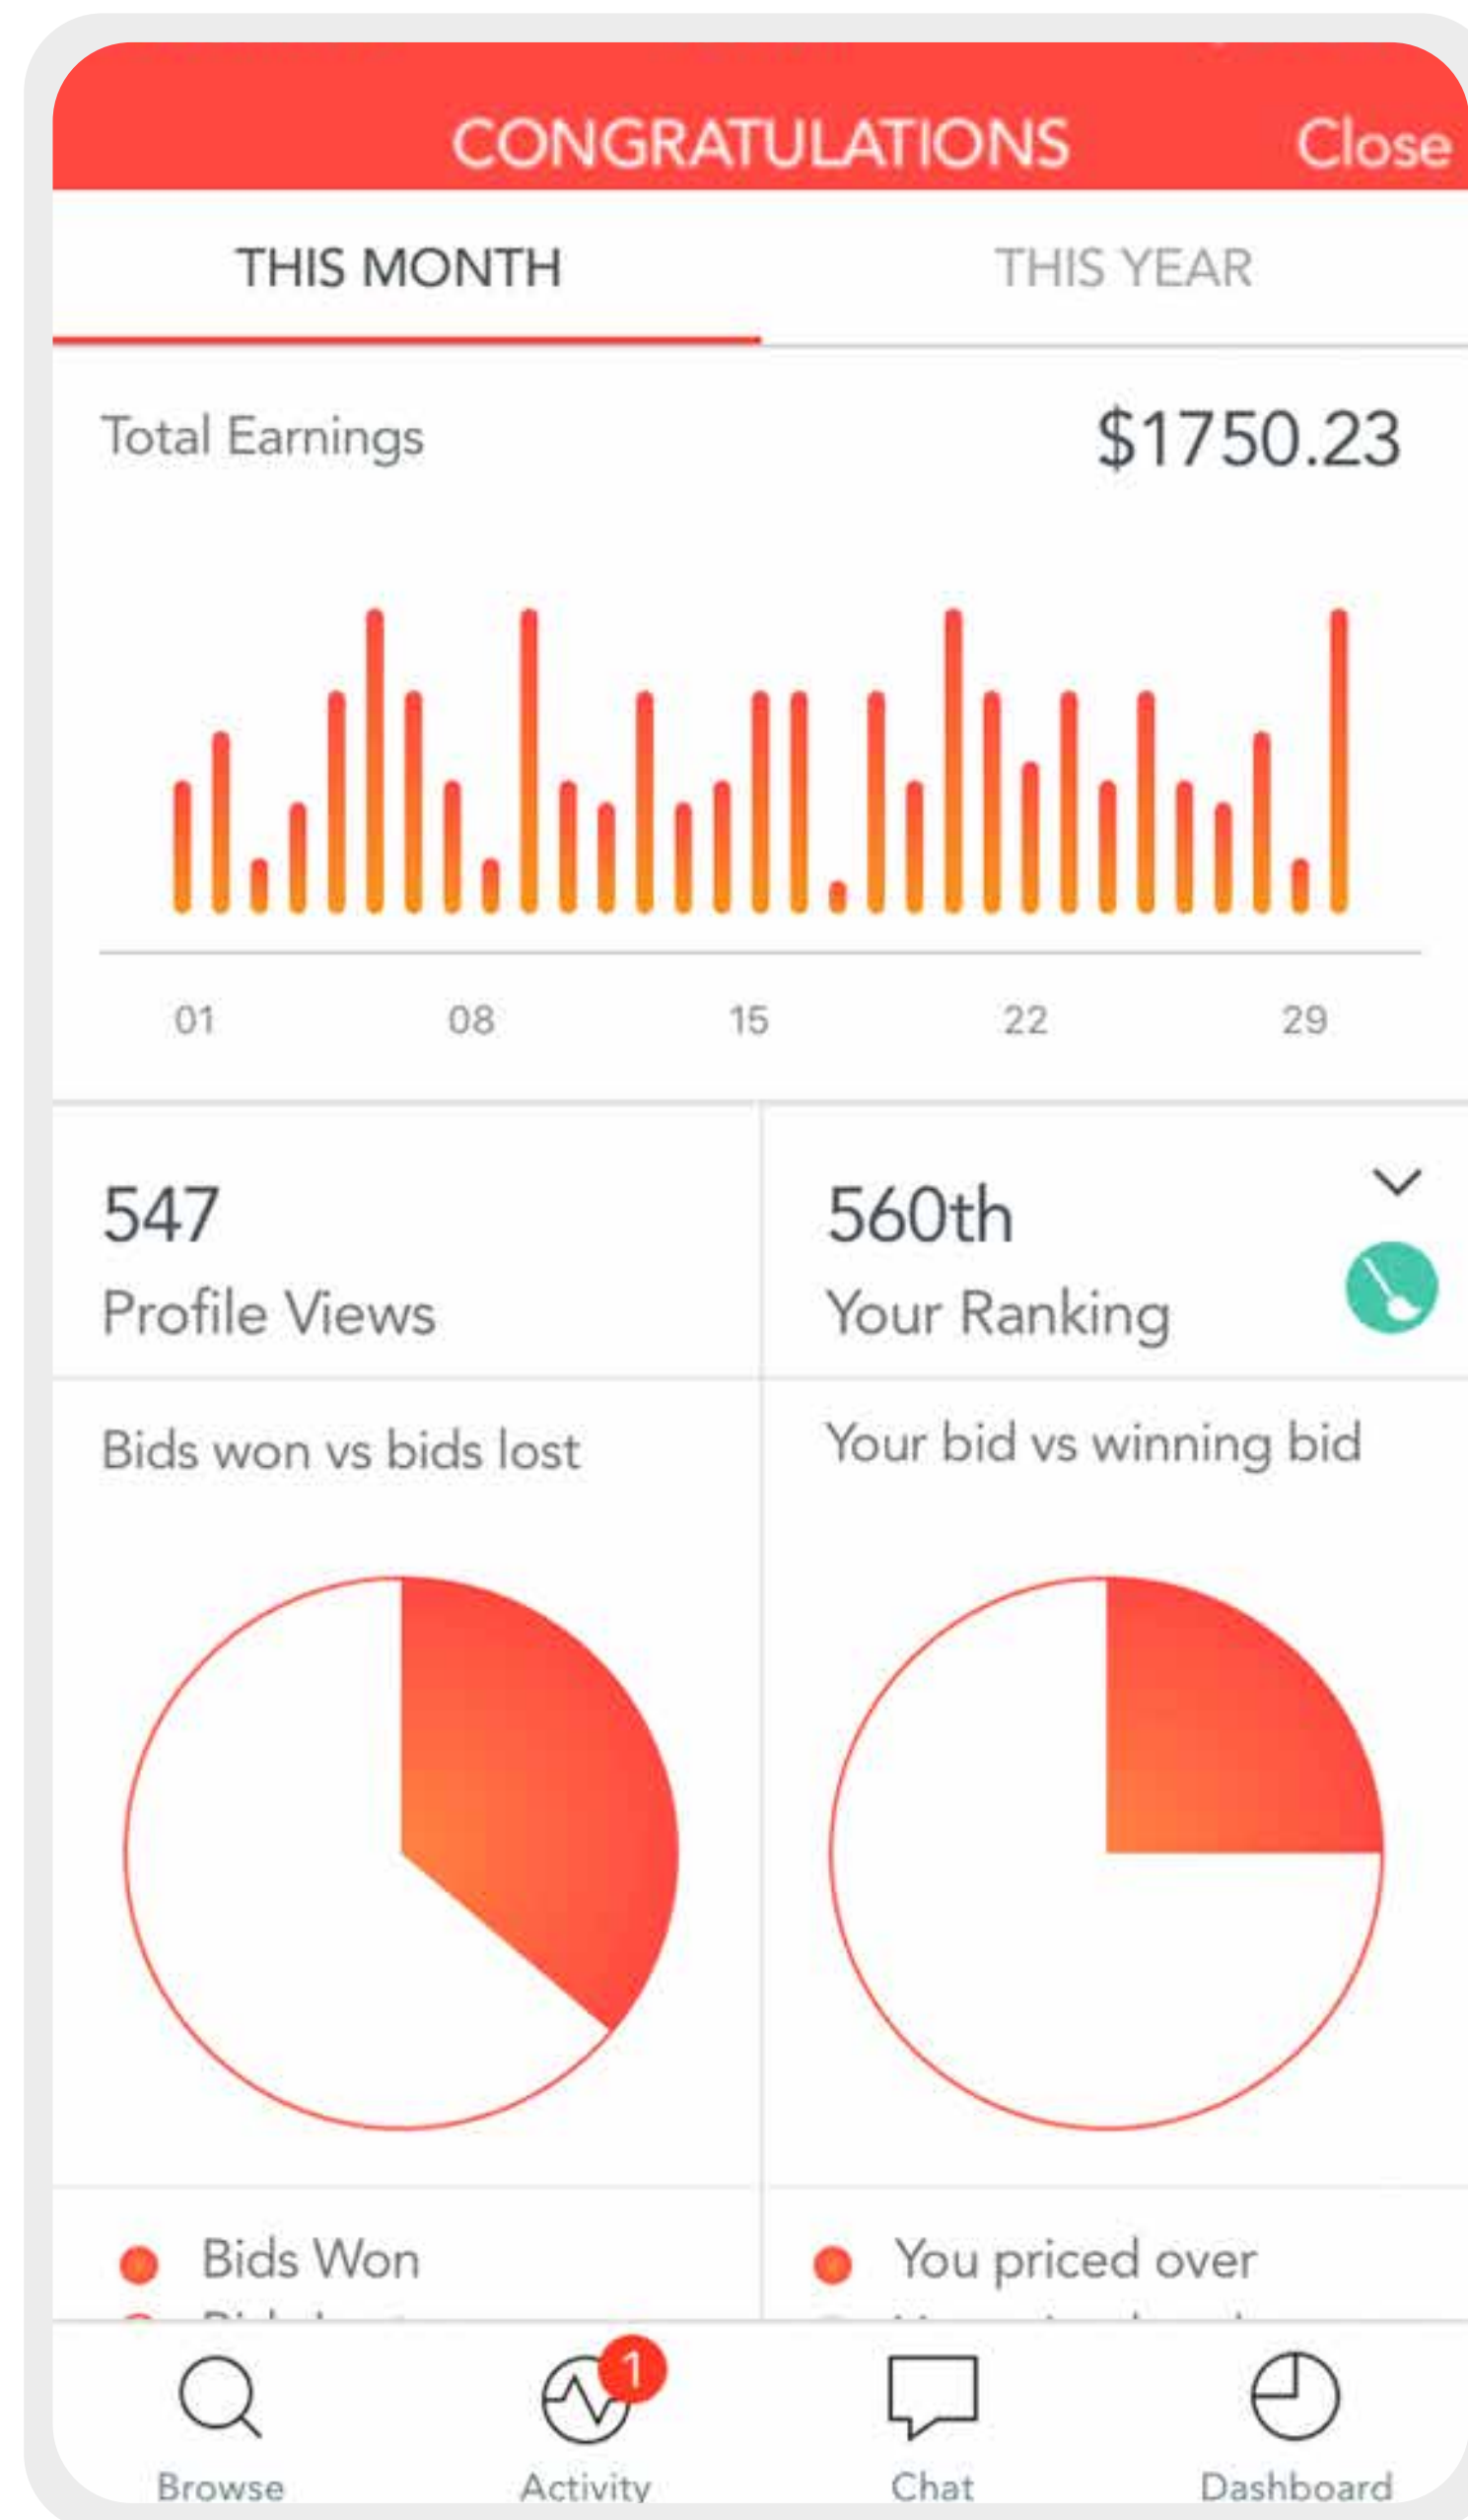 CONGRATULATIONS Close
THIS MONTH THIS YEAR
Total Earnings $1750.23
01 08 15 22 29
547
Profile Views
560th
Your Ranking
Bids won vs bids lost
Your bid vs winning bid
Bids Won
You priced over
1
Browse Activity Chat Dashboard